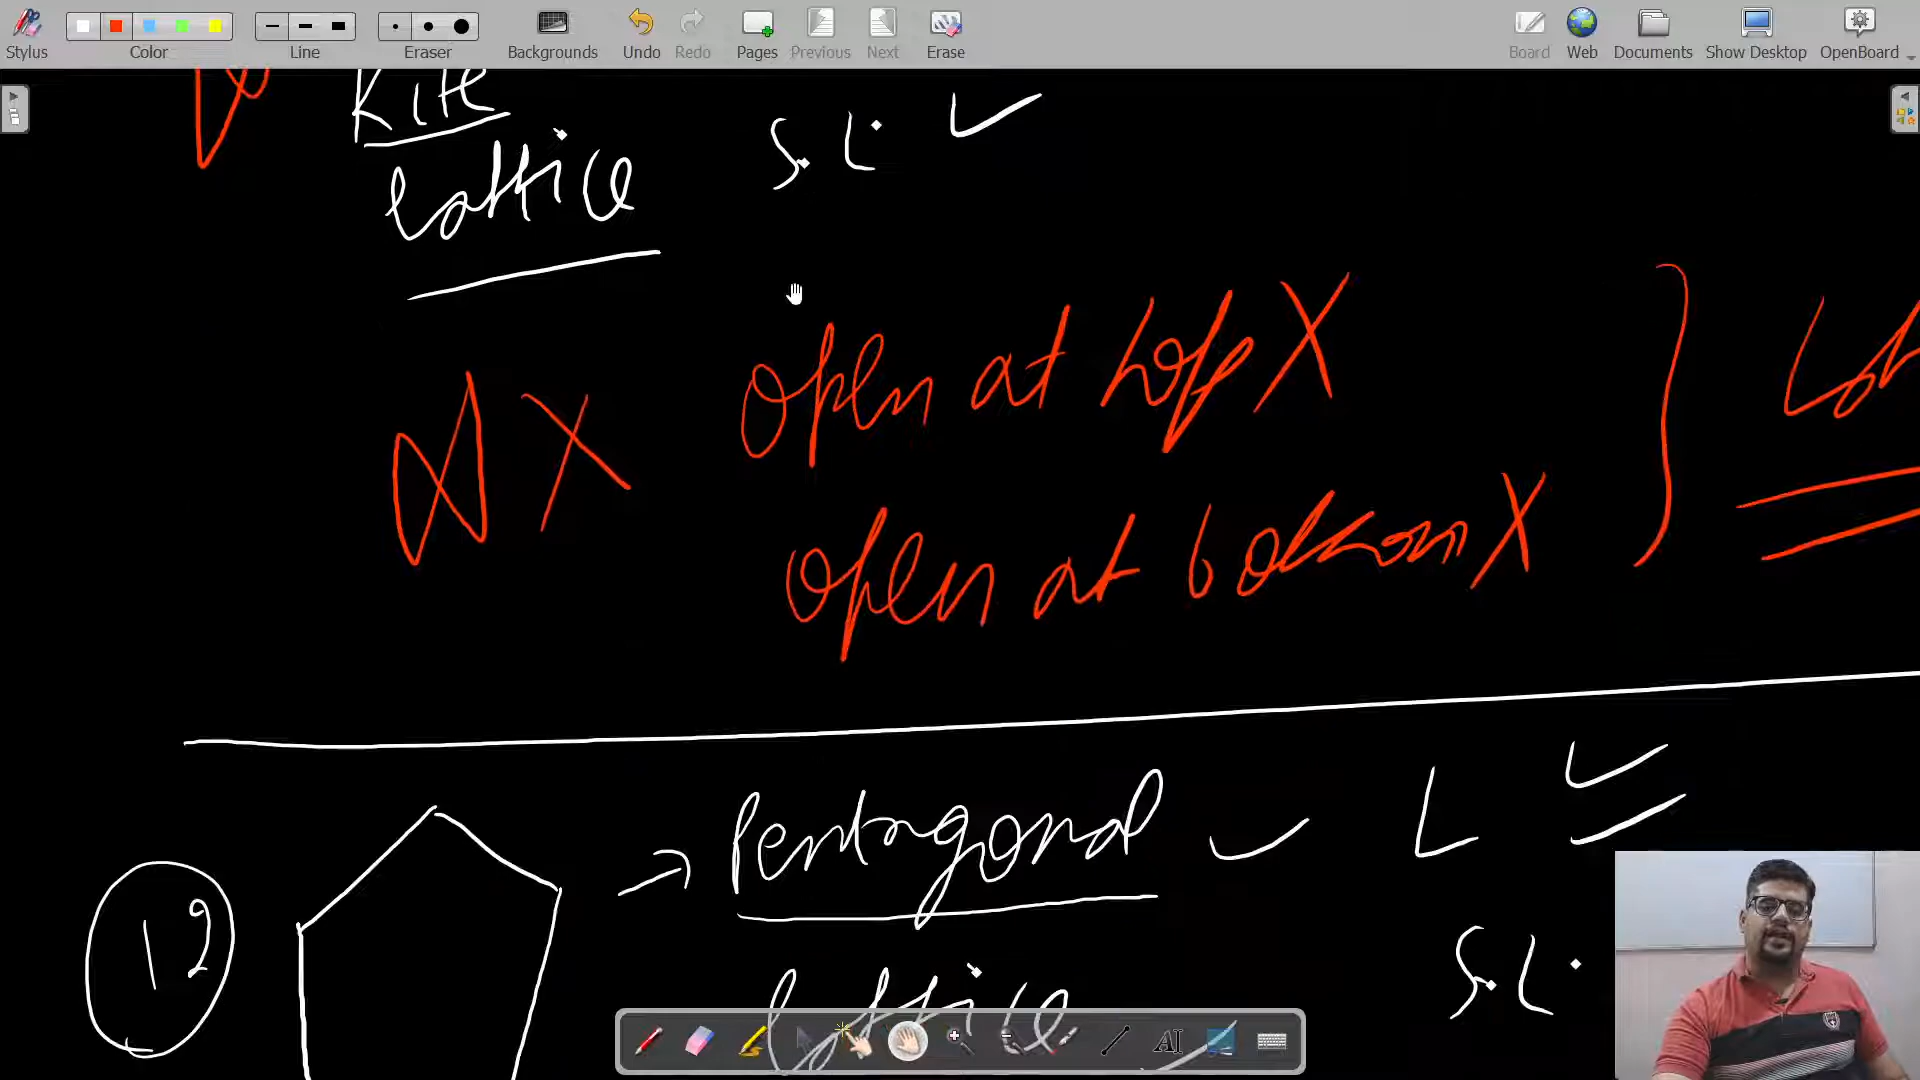 Stylus Color Line Eraser Backgrounds Undo Redo Pages Previous Next Erase Board Web Documents Show Desktop OpenBoard
Kite
lattice
S. L.
open at top X
X
open at bottom X
12
→ Pentagonal
L
lattice
S. L.